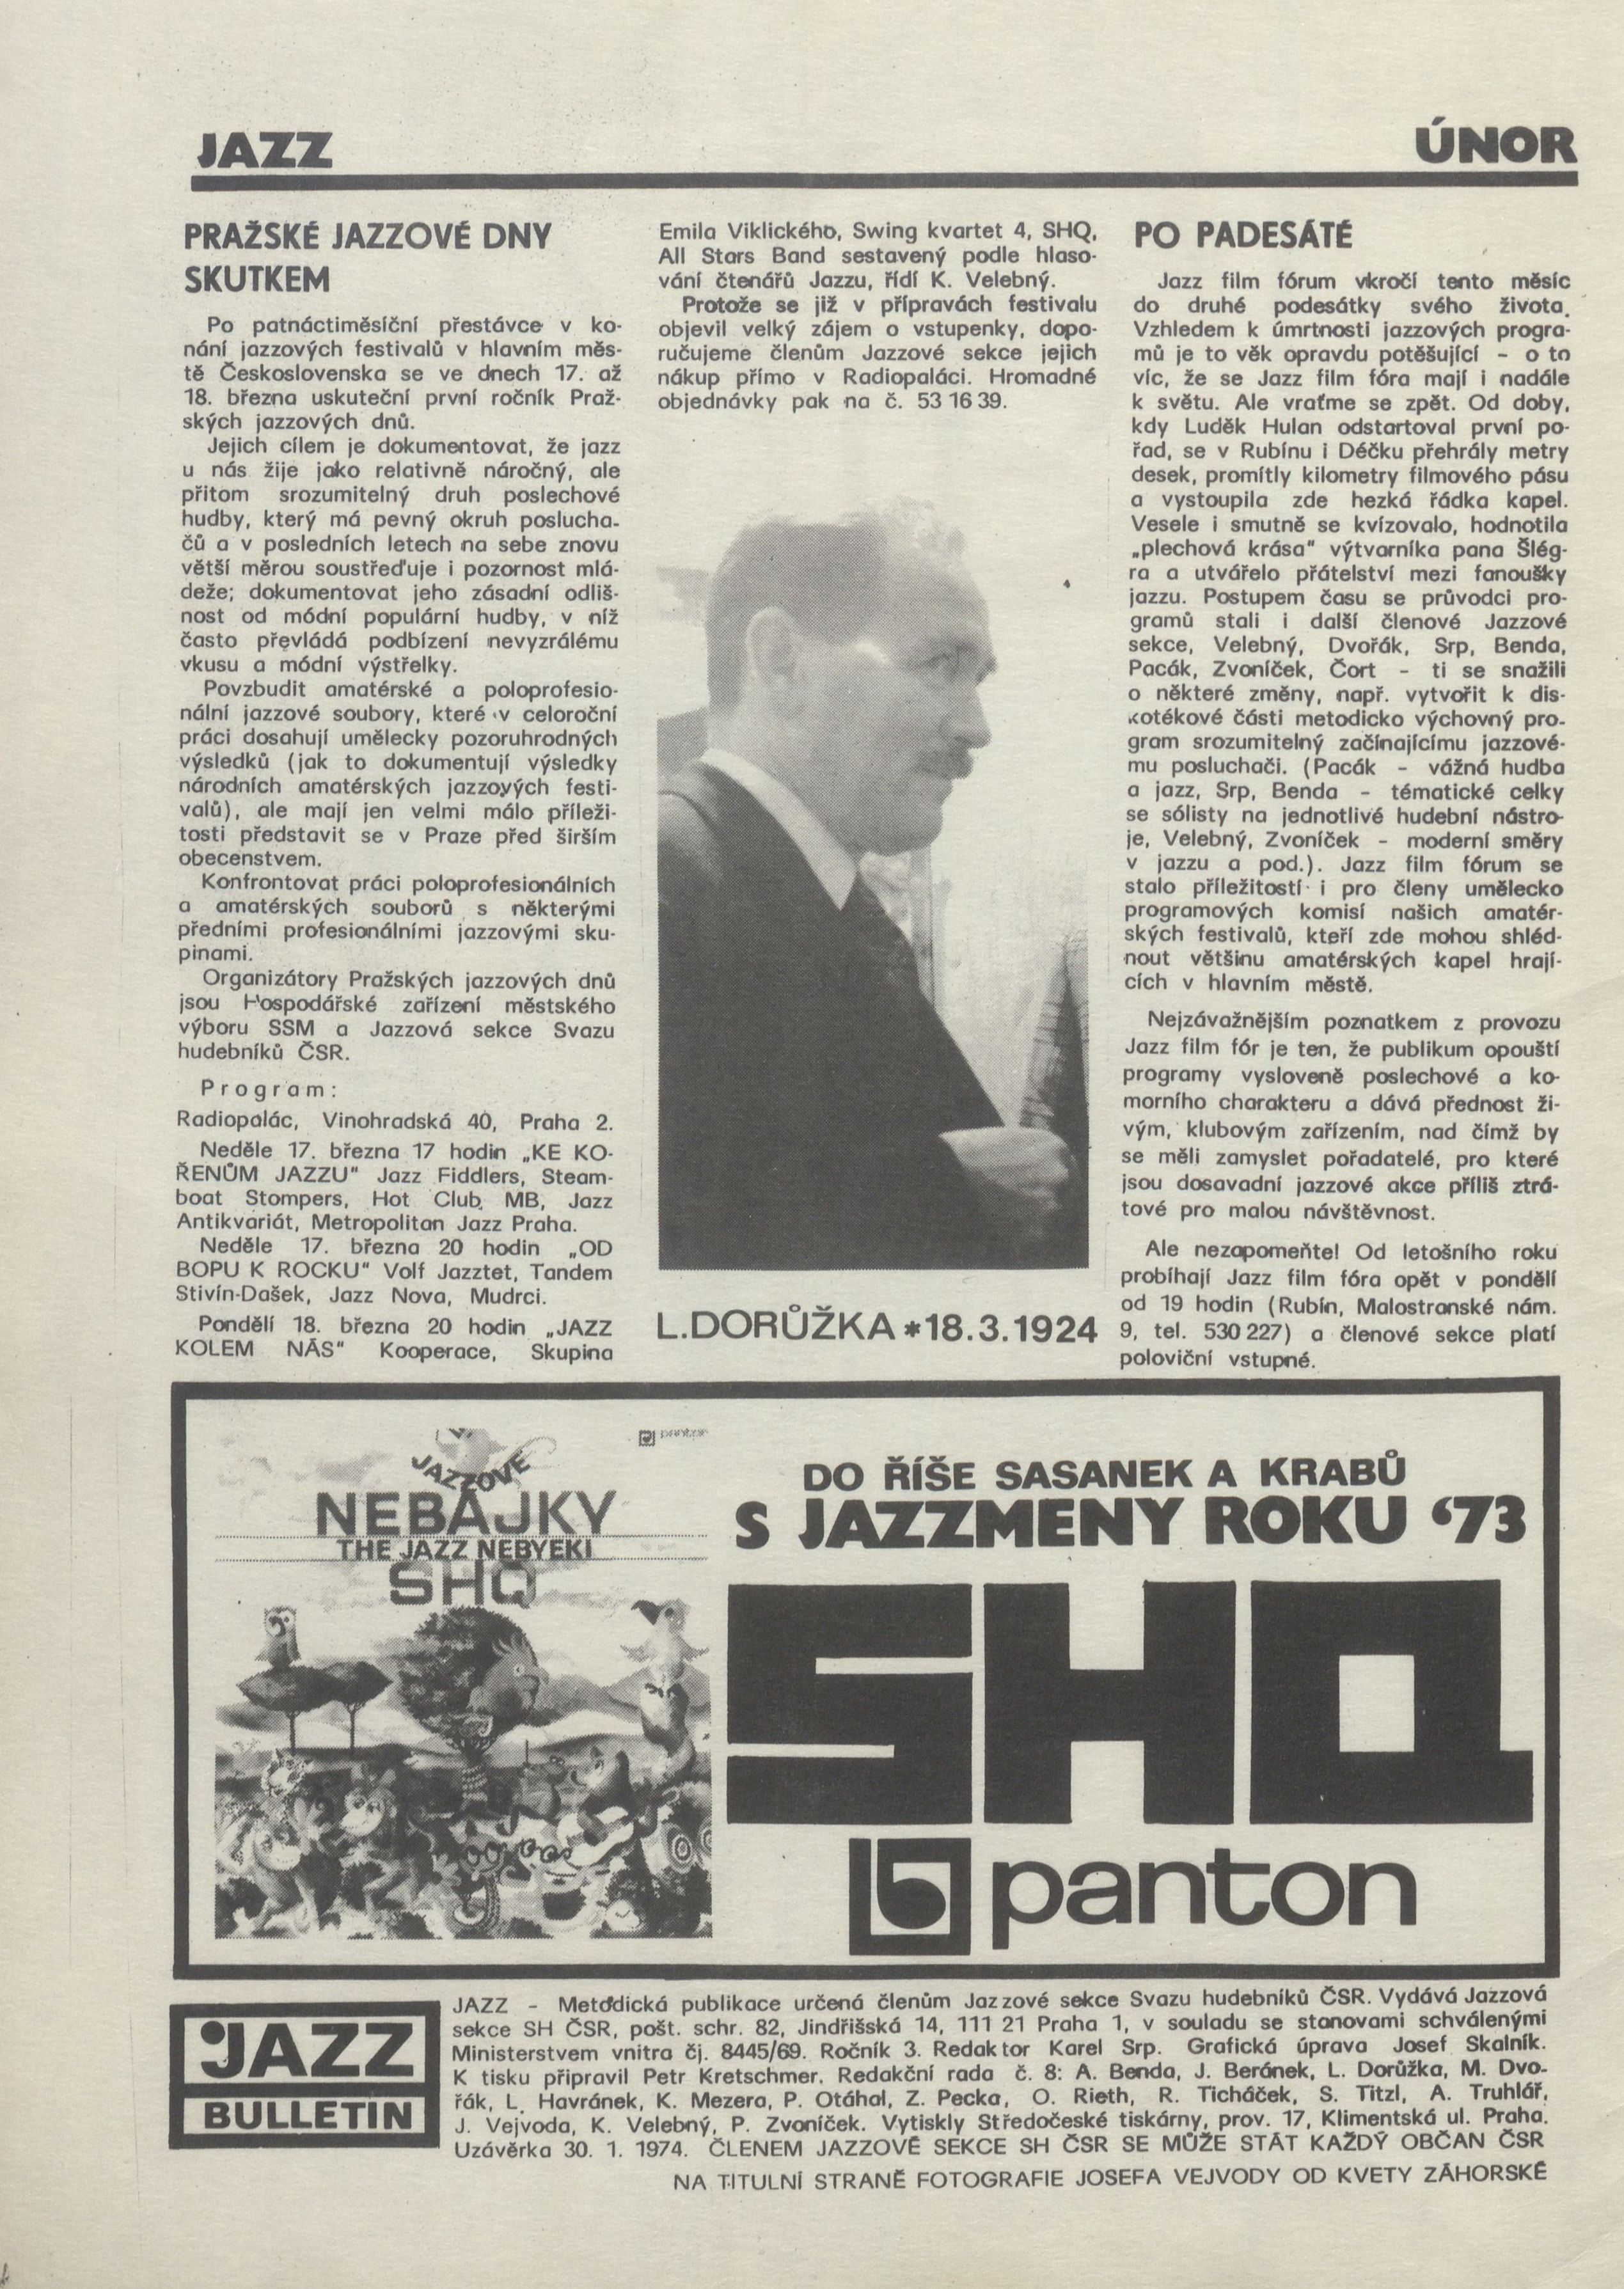 JAZZ
ÚNOR
PRAŽSKÉ JAZZOVÉ DNY
SKUTKEM
Po patnáctiměsíční přestávce v ko-
nání jazzových festivalů v hlavním měs-
tě Československa se ve dnech 17. až
18. března uskuteční první ročník Praž-
ských jazzových dnů.
Jejich cílem je dokumentovat, že jazz
u nás žije jako relativně náročný, ale
přitom srozumitelný druh poslechové
hudby, který má pevný okruh poslucha-
čů a v posledních letech na sebe znovu
větší měrou soustřeďuje i pozornost mlá-
deže; dokumentovat jeho zásadní odliš-
nost od módní populární hudby, v níž
často převládá podbízení nevyzrálému
vkusu a módní výstřelky.
Povzbudit amatérské a poloprofesio-
nální jazzové soubory, které v celoroční
práci dosahují umělecky pozoruhrodných
výsledků (jak to dokumentují výsledky
národních amatérských jazzových festi-
valů), ale mají jen velmi málo příleži-
tosti představit se v Praze před širším
obecenstvem.
Konfrontovat práci poloprofesionálních
a amatérských souborů s některými
předními profesionálními jazzovými sku-
pinami.
Organizátory Pražských jazzových dnů
jsou Hospodářské zařízení městského
výboru SSM a Jazzová sekce Svazu
hudebníků ČSR.
Program:
Radiopalác, Vinohradská 40, Praha 2.
Neděle 17. března 17 hodin „KE KO-
ŘENŮM JAZZU" Jazz Fiddlers, Steam-
boat Stompers, Hot Club MB, Jazz
Antikvariát, Metropolitan Jazz Praha.
Neděle 17. března 20 hodin „OD
BOPU K ROCKU" Volf Jazztet, Tandem
Stivín-Dašek, Jazz Nova, Mudrci.
Pondělí 18. března 20 hodin „JAZZ
KOLEM NÁS" Kooperace, Skupina
Emila Viklického, Swing kvartet 4, SHQ,
All Stars Band sestavený podle hlaso-
vání čtenářů Jazzu, řídí K. Velebný.
Protože se již v přípravách festivalu
objevil velký zájem o vstupenky, dopo-
ručujeme členům Jazzové sekce jejich
nákup přímo v Radiopaláci. Hromadné
objednávky pak na č. 53 16 39.
L.DORŮŽKA *18.3.1924
PO PADESÁTÉ
Jazz film fórum vkročí tento měsíc
do druhé podesátky svého života.
Vzhledem k úmrtnosti jazzových progra-
mů je to věk opravdu potěšující – o to
víc, že se Jazz film fóra mají i nadále
k světu. Ale vraťme se zpět. Od doby,
kdy Luděk Hulan odstartoval první po-
řad, se v Rubínu i Déčku přehrály metry
desek, promítly kilometry filmového pásu
a vystoupila zde hezká řádka kapel.
Vesele i smutně se kvízovalo, hodnotila
„plechová krása" výtvarníka pana Šlég-
ra a utvářelo přátelství mezi fanoušky
jazzu. Postupem času se průvodci pro-
gramů stali i další členové Jazzové
sekce, Velebný, Dvořák, Srp, Benda,
Pacák, Zvoníček, Čort – ti se snažili
o některé změny, např. vytvořit k dis-
kotékové části metodicko výchovný pro-
gram srozumitelný začínajícímu jazzové-
mu posluchači. (Pacák – vážná hudba
a jazz, Srp, Benda – tématické celky
se sólisty na jednotlivé hudební nástro-
je, Velebný, Zvoníček – moderní směry
v jazzu a pod.). Jazz film fórum se
stalo příležitostí i pro členy umělecko
programových komisí našich amatér-
ských festivalů, kteří zde mohou shléd-
nout většinu amatérských kapel hrají-
cích v hlavním městě.
Nejzávažnějším poznatkem z provozu
Jazz film fór je ten, že publikum opouští
programy vysloveně poslechové a ko-
morního charakteru a dává přednost ži-
vým, klubovým zařízením, nad čímž by
se měli zamyslet pořadatelé, pro které
jsou dosavadní jazzové akce příliš ztrá-
tové pro malou návštěvnost.
Ale nezapomeňte! Od letošního roku
probíhají Jazz film fóra opět v pondělí
od 19 hodin (Rubín, Malostranské nám.
9, tel. 530 227) a členové sekce platí
poloviční vstupné.
panton
JAZZOVÉ
NEBAJKY
THE JAZZ NEBYEKI
SHQ
DO ŘÍŠE SASANEK A KRABŮ
S JAZZMENY ROKU '73
SHQ
panton
JAZZ
BULLETIN
JAZZ – Metodická publikace určená členům Jazzové sekce Svazu hudebníků ČSR. Vydává Jazzová
sekce SH ČSR, pošt. schr. 82, Jindřišská 14, 111 21 Praha 1, v souladu se stanovami schválenými
Ministerstvem vnitra čj. 8445/69. Ročník 3. Redaktor Karel Srp. Grafická úprava Josef Skalník.
K tisku připravil Petr Kretschmer. Redakční rada č. 8: A. Benda, J. Beránek, L. Dorůžka, M. Dvo-
řák, L. Havránek, K. Mezera, P. Otáhal, Z. Pecka, O. Rieth, R. Ticháček, S. Titzl, A. Truhlář,
J. Vejvoda, K. Velebný, P. Zvoníček. Vytiskly Středočeské tiskárny, prov. 17, Klimentská ul. Praha.
Uzávěrka 30. 1. 1974. ČLENEM JAZZOVÉ SEKCE SH ČSR SE MŮŽE STÁT KAŽDÝ OBČAN ČSR
NA TITULNÍ STRANĚ FOTOGRAFIE JOSEFA VEJVODY OD KVETY ZÁHORSKÉ